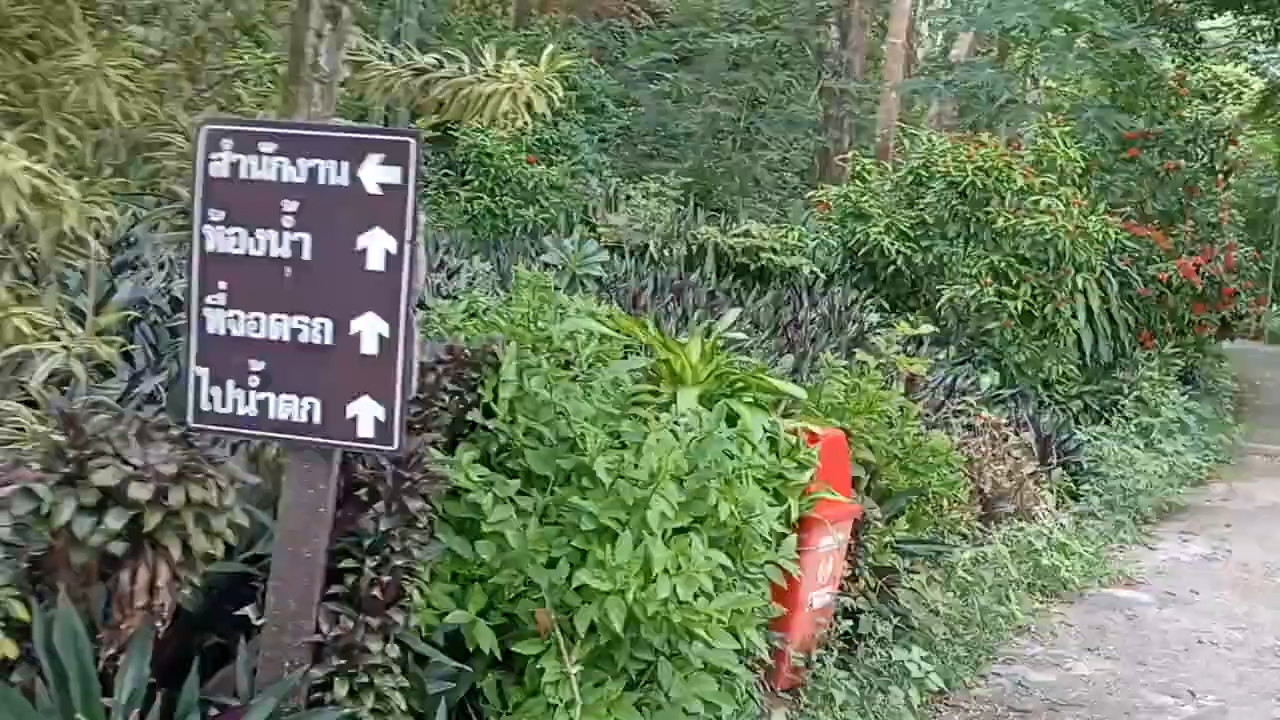 สำนักงาน
ห้องน้ำ
ที่จอดรถ
ไปน้ำตก